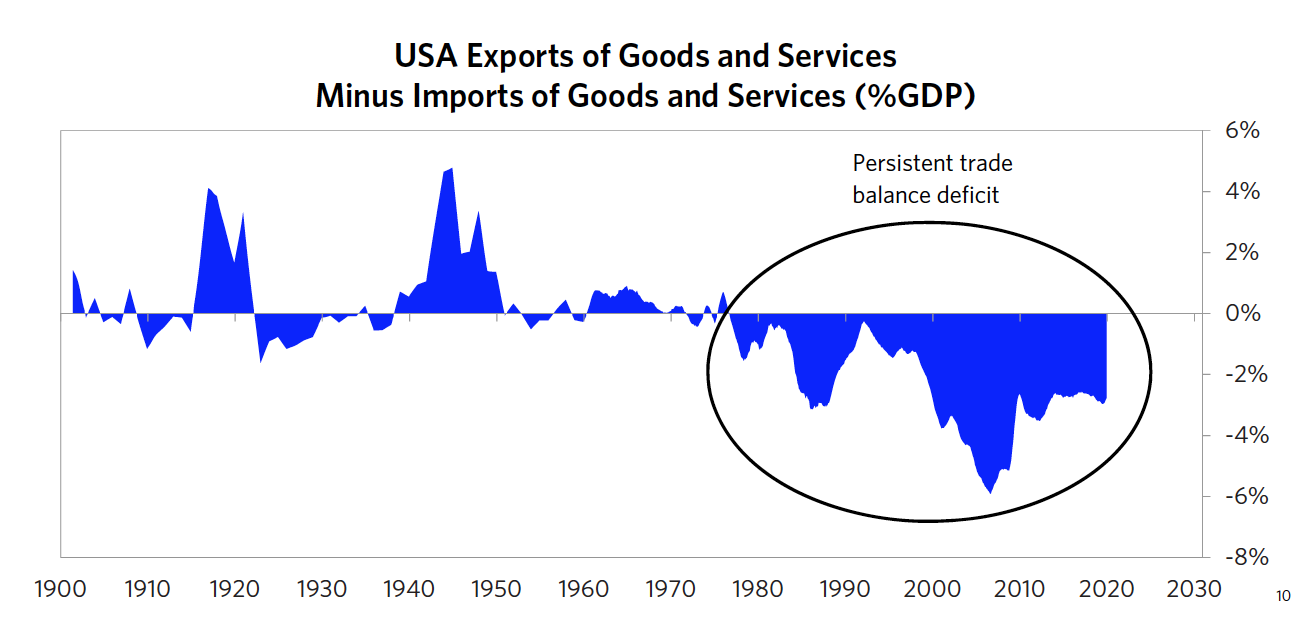 USA Exports of Goods and Services
Minus Imports of Goods and Services (%GDP)
Persistent trade
balance deficit
6%
4%
2%
0%
-2%
-4%
-6%
-8%
1900 1910 1920 1930 1940 1950 1960 1970 1980 1990 2000 2010 2020 2030
10